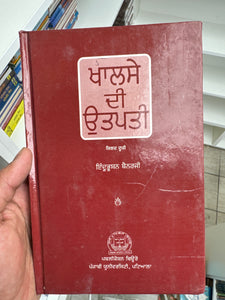 ਖਾਲਸੇ
ਦੀ
ਉਤਪਤੀ
ਜਿਲਦ ਦੂਜੀ
ਇੰਦੂਭੂਸ਼ਨ ਬੈਨਰਜੀ
ਪਬਲੀਕੇਸ਼ਨ ਬਿਊਰੋ
ਪੰਜਾਬੀ ਯੂਨੀਵਰਸਿਟੀ, ਪਟਿਆਲਾ